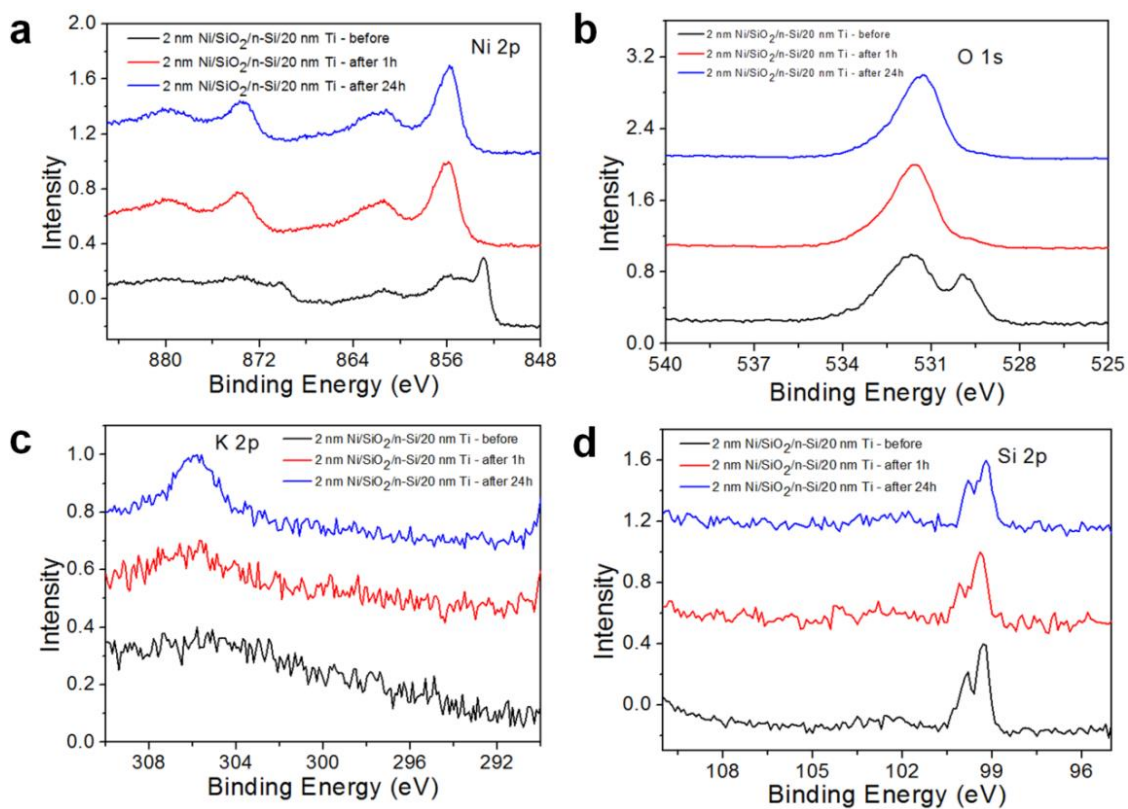 a
2.0
1.6
1.2
0.8
0.4
0.0
Intensity
2 nm Ni/SiO2/n-Si/20 nm Ti - before
2 nm Ni/SiO2/n-Si/20 nm Ti - after 1h
2 nm Ni/SiO2/n-Si/20 nm Ti - after 24h
Ni 2p
880 872 864 856 848
Binding Energy (eV)
b
3.2
2.4
1.6
0.8
0.0
Intensity
2 nm Ni/SiO2/n-Si/20 nm Ti - before
2 nm Ni/SiO2/n-Si/20 nm Ti - after 1h
2 nm Ni/SiO2/n-Si/20 nm Ti - after 24h
O 1s
540 537 534 531 528 525
Binding Energy (eV)
c
1.0
0.8
0.6
0.4
0.2
0.0
Intensity
K 2p
2 nm Ni/SiO2/n-Si/20 nm Ti - before
2 nm Ni/SiO2/n-Si/20 nm Ti - after 1h
2 nm Ni/SiO2/n-Si/20 nm Ti - after 24h
308 304 300 296 292
Binding Energy (eV)
d
1.6
1.2
0.8
0.4
0.0
Intensity
2 nm Ni/SiO2/n-Si/20 nm Ti - before
2 nm Ni/SiO2/n-Si/20 nm Ti - after 1h
2 nm Ni/SiO2/n-Si/20 nm Ti - after 24h
Si 2p
108 105 102 99 96
Binding Energy (eV)